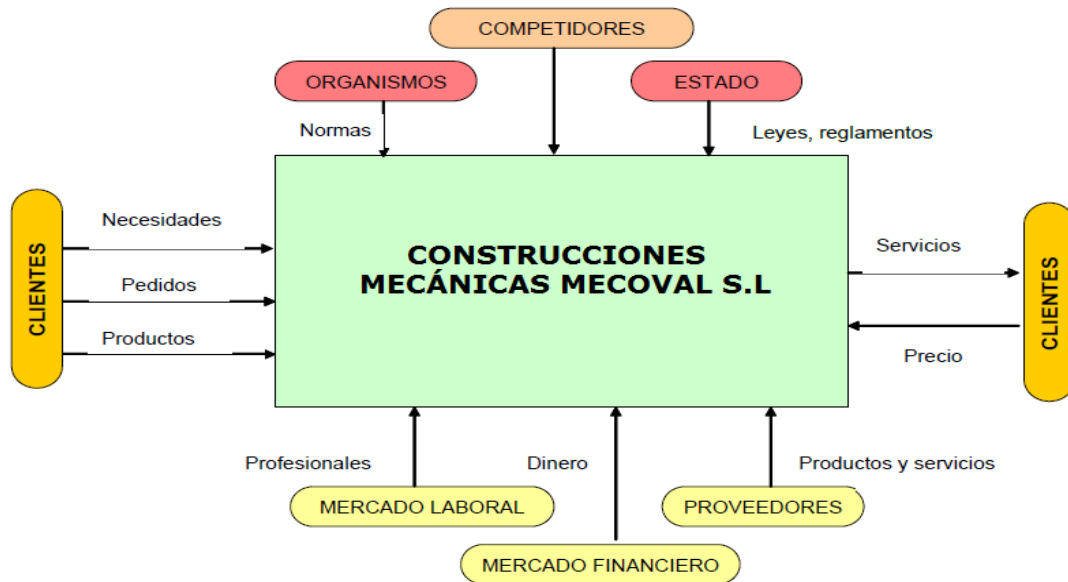 COMPETIDORES
ORGANISMOS
ESTADO
Normas
Leyes, reglamentos
CLIENTES
Necesidades
Pedidos
Productos
CONSTRUCCIONES
MECÁNICAS MECOVAL S.L
Servicios
Precio
CLIENTES
Profesionales
Dinero
Productos y servicios
MERCADO LABORAL
PROVEEDORES
MERCADO FINANCIERO